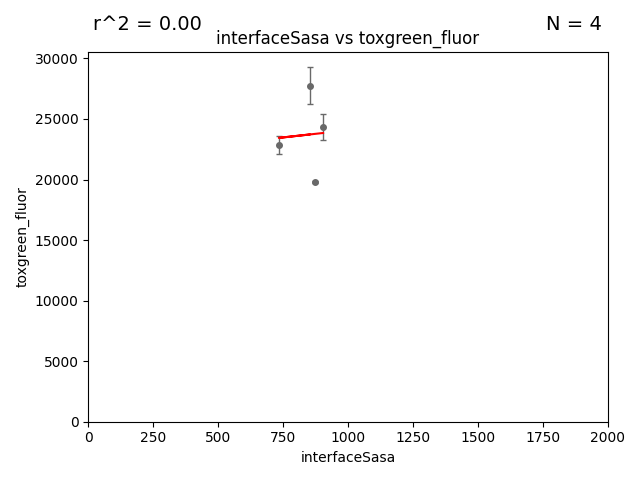 r^2 = 0.00
N = 4
interfaceSasa vs toxgreen_fluor
30000
25000
20000
15000
10000
5000
0
toxgreen_fluor
0 250 500 750 1000 1250 1500 1750 2000
interfaceSasa